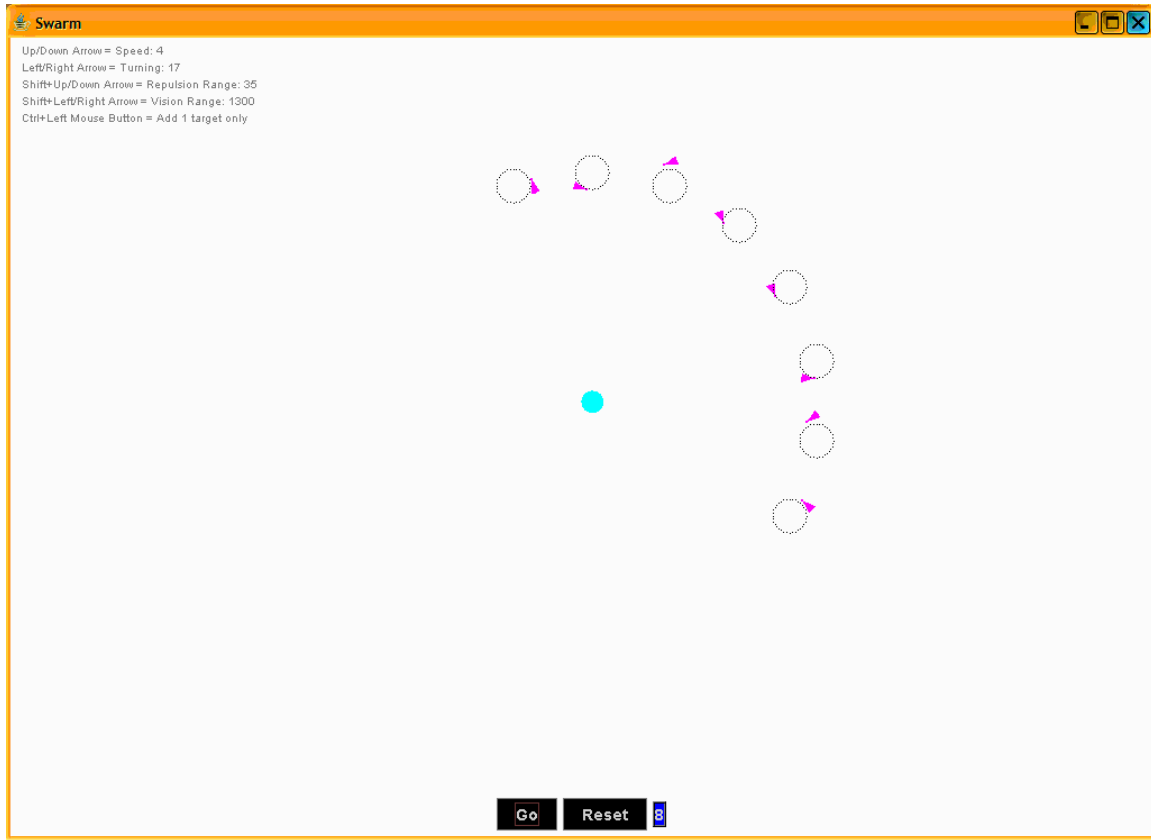 Swarm
Up/Down Arrow = Speed: 4
Left/Right Arrow = Turning: 17
Shift+Up/Down Arrow = Repulsion Range: 35
Shift+Left/Right Arrow = Vision Range: 1300
Ctrl+Left Mouse Button = Add 1 target only
Go Reset 8